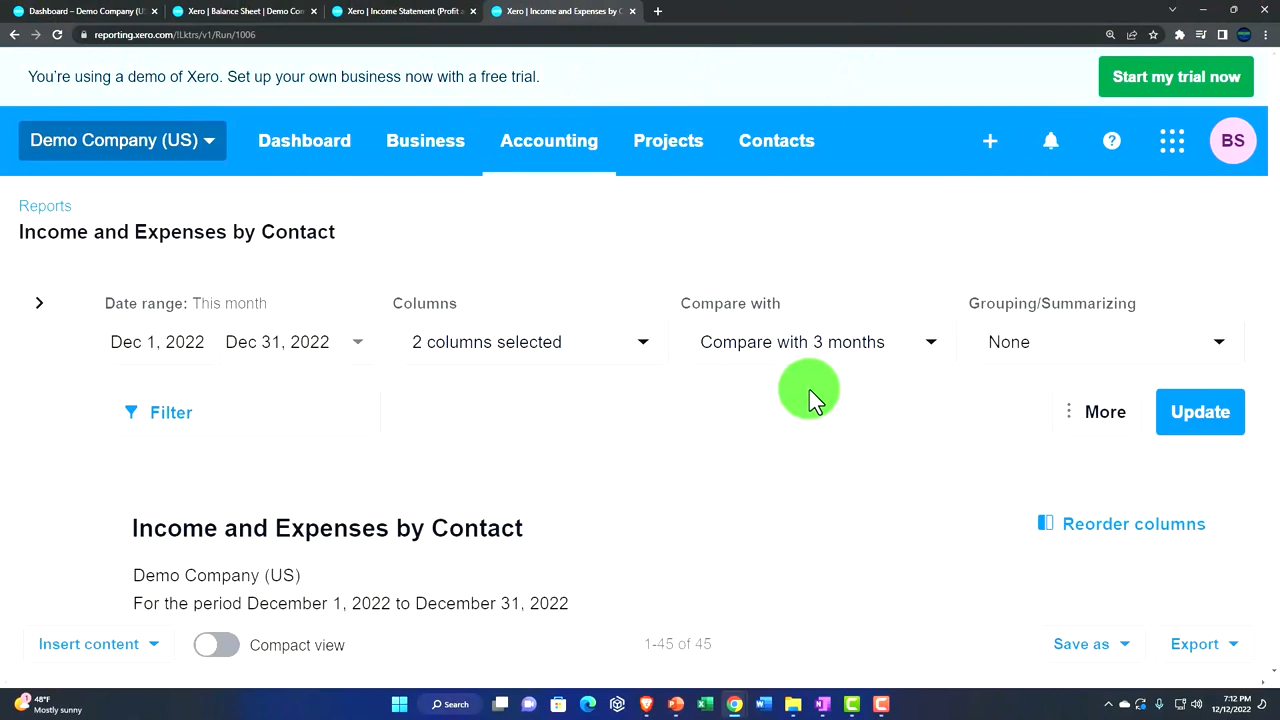 Dashboard – Demo Company (U
Xero | Balance Sheet | Demo Com
Xero | Income Statement (Profit a
Xero | Income and Expenses by C
reporting.xero.com/!Lktrs/v1/Run/1006
You're using a demo of Xero. Set up your own business now with a free trial.
Start my trial now
Demo Company (US)
Dashboard
Business
Accounting
Projects
Contacts
BS
Reports
Income and Expenses by Contact
Date range: This month
Columns
Compare with
Grouping/Summarizing
Dec 1, 2022
Dec 31, 2022
2 columns selected
Compare with 3 months
None
Filter
More
Update
Income and Expenses by Contact
Reorder columns
Demo Company (US)
For the period December 1, 2022 to December 31, 2022
Insert content
Compact view
1-45 of 45
Save as
Export
1
48°F
Mostly sunny
Search
7:12 PM
12/12/2022